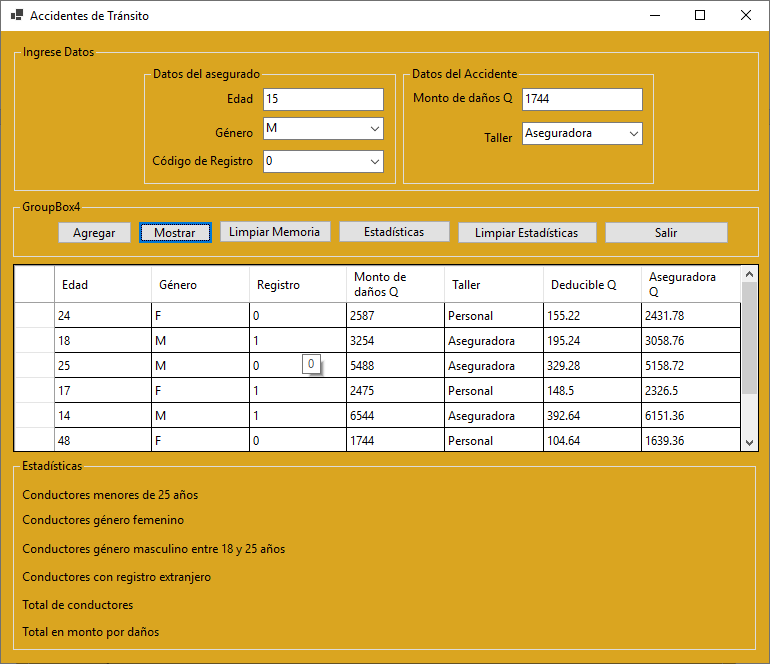 Accidentes de Tránsito
Ingrese Datos
Datos del asegurado
Edad 15
Género M
Código de Registro 0
Datos del Accidente
Monto de daños Q 1744
Taller Aseguradora
GroupBox4
Agregar Mostrar Limpiar Memoria Estadísticas Limpiar Estadísticas Salir
Edad Género Registro Monto de daños Q Taller Deducible Q Aseguradora Q
24 F 0 2587 Personal 155.22 2431.78
18 M 1 3254 Aseguradora 195.24 3058.76
25 M 0 0 5488 Aseguradora 329.28 5158.72
17 F 1 2475 Personal 148.5 2326.5
14 M 1 6544 Aseguradora 392.64 6151.36
48 F 0 1744 Personal 104.64 1639.36
Estadísticas
Conductores menores de 25 años
Conductores género femenino
Conductores género masculino entre 18 y 25 años
Conductores con registro extranjero
Total de conductores
Total en monto por daños